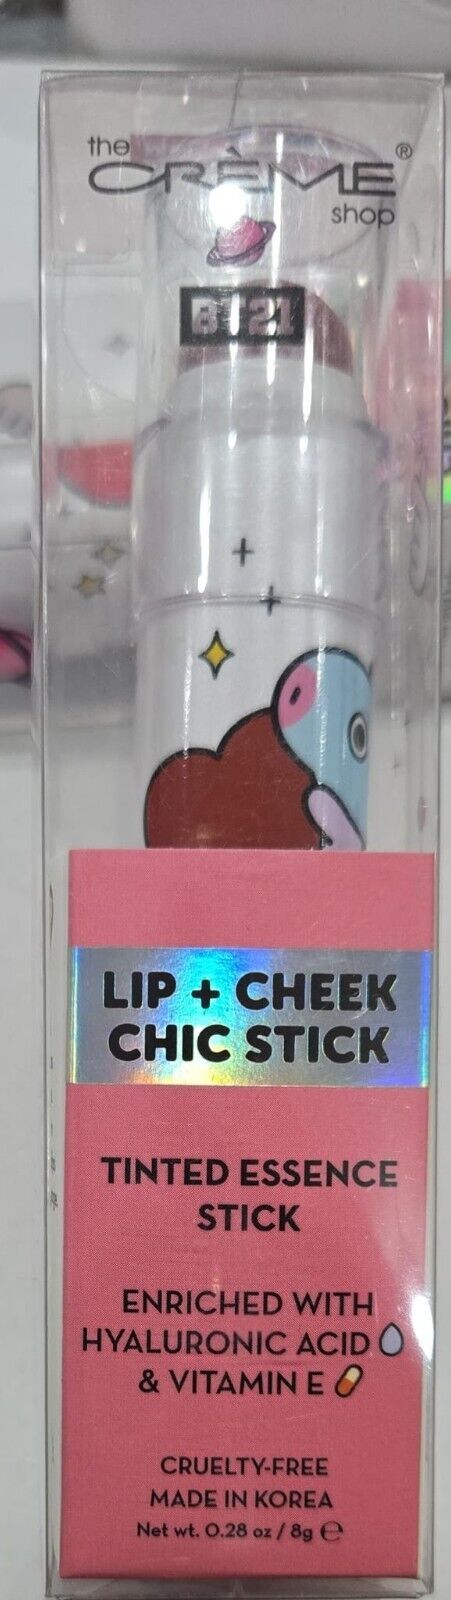 the
CRÈME®
shop
BT21
LIP + CHEEK
CHIC STICK
TINTED ESSENCE
STICK
ENRICHED WITH
HYALURONIC ACID
& VITAMIN E
CRUELTY-FREE
MADE IN KOREA
Net wt. 0.28 oz / 8g ℮